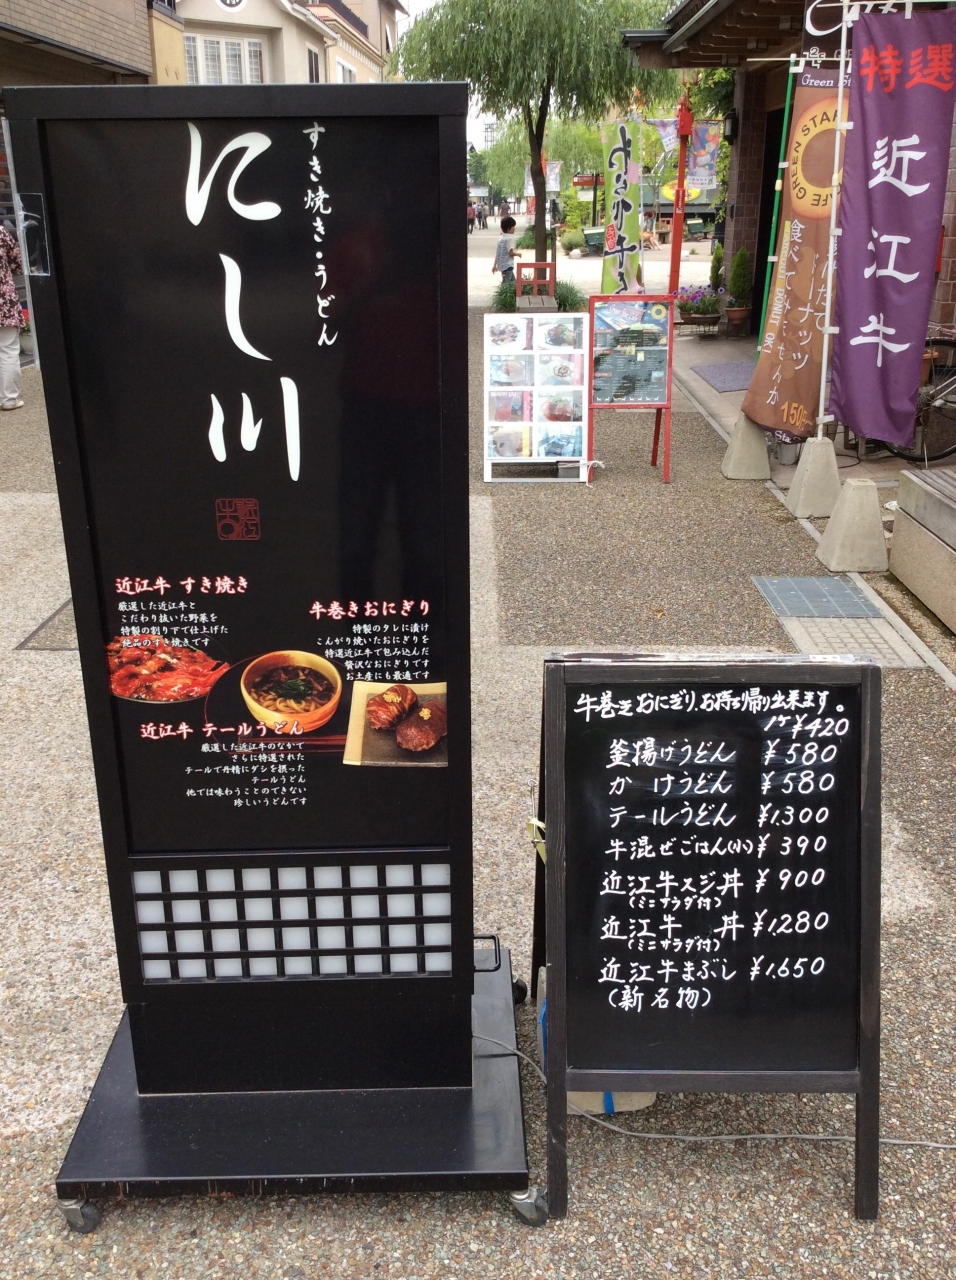 すき焼き・うどん
にし川
近江牛 すき焼き
厳選した近江牛と
こだわり抜いた野菜を
特製の割り下で仕上げた
絶品のすき焼きです
牛巻きおにぎり
特製のタレに漬け
こんがり焼いたおにぎりを
特選近江牛で包み込んだ
贅沢なおにぎりです
お土産にも最適です
近江牛 テールうどん
厳選した近江牛のなかで
さらに特選された
テールで丹精にダシを摂った
テールうどん
他では味わうことのできない
珍しいうどんです
牛巻きおにぎり、お持ち帰り出来ます。
1ケ ¥420
釜揚げうどん ¥580
かけうどん ¥580
テールうどん ¥1.300
牛混ぜごはん(小) ¥390
近江牛スジ丼 ¥900
(ミニサラダ付)
近江牛 丼 ¥1.280
(ミニサラダ付)
近江牛まぶし ¥1.650
(新名物)
特選
近江牛
Green
食べてみませんか
150円